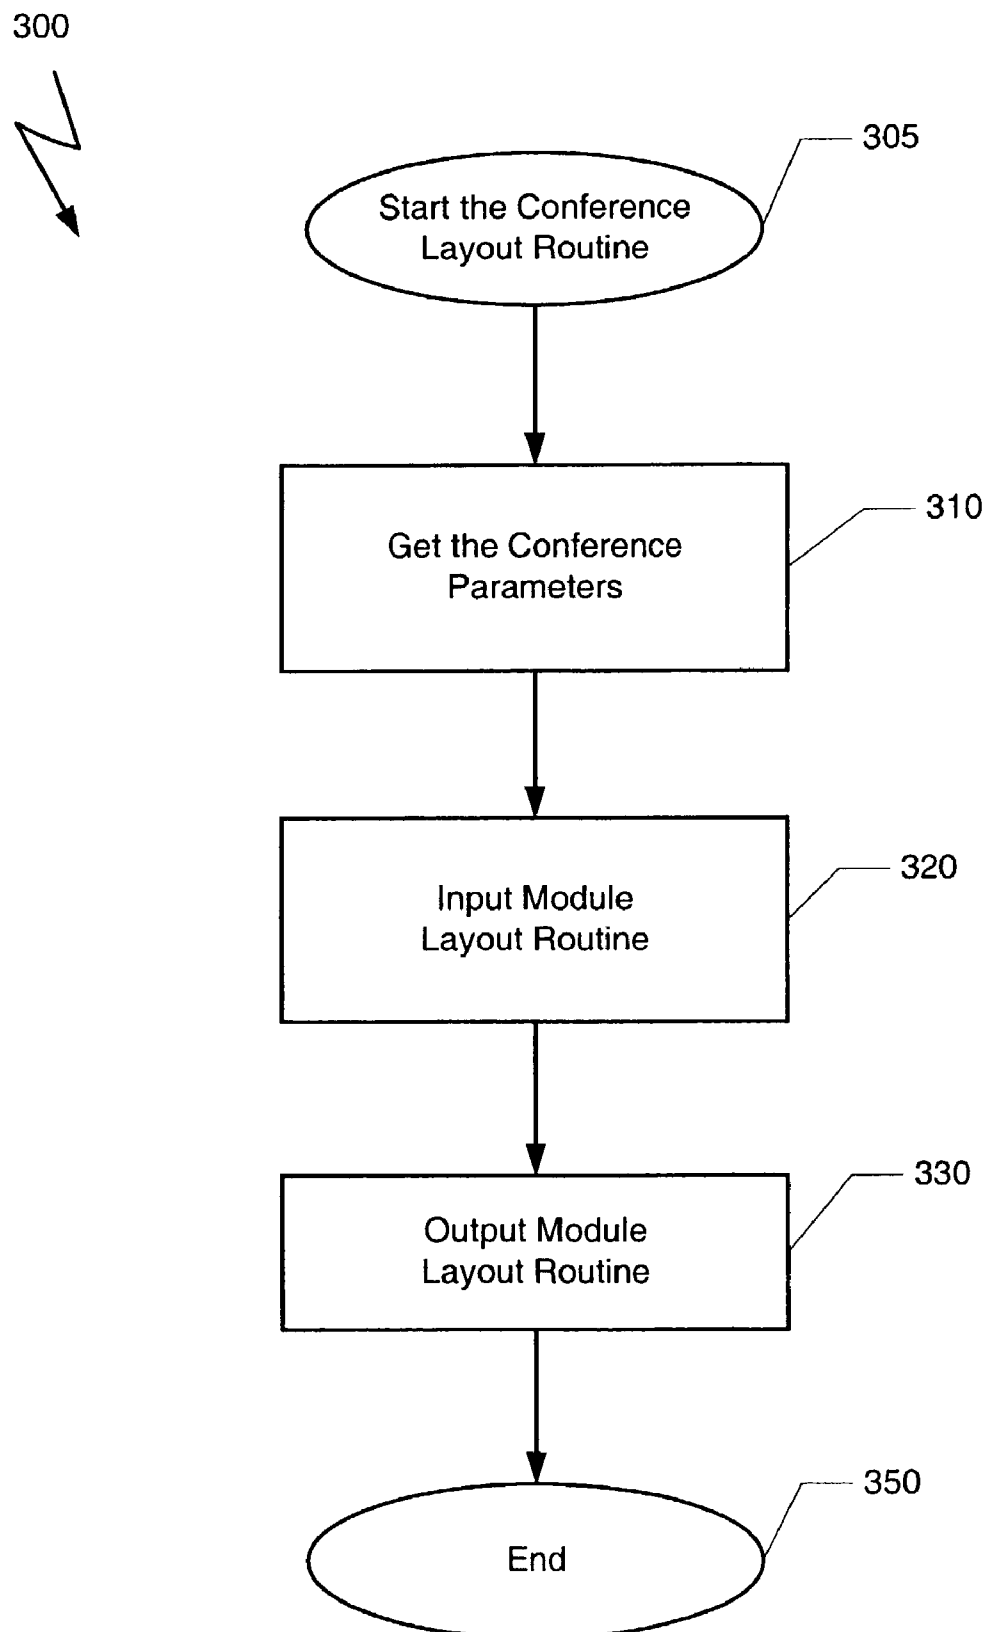 300
305
Start the Conference
Layout Routine
310
Get the Conference
Parameters
320
Input Module
Layout Routine
330
Output Module
Layout Routine
350
End